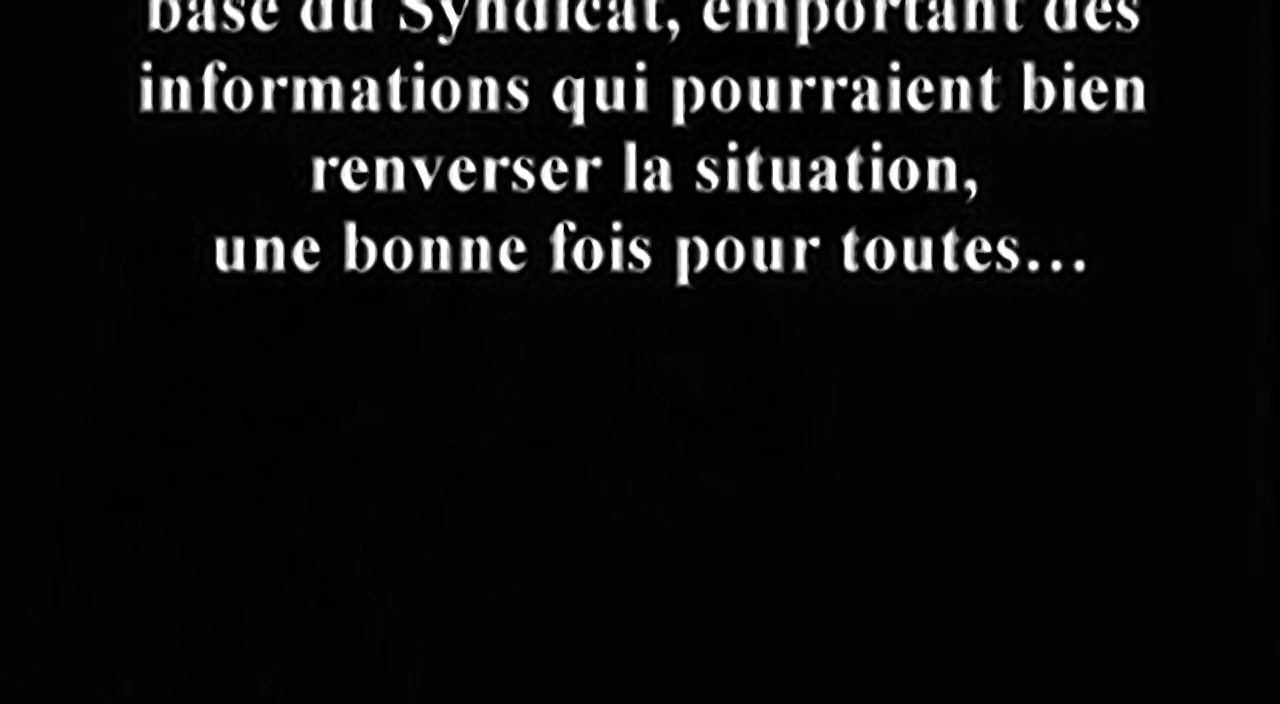 base du Syndicat, emportant des
informations qui pourraient bien
renverser la situation,
une bonne fois pour toutes...